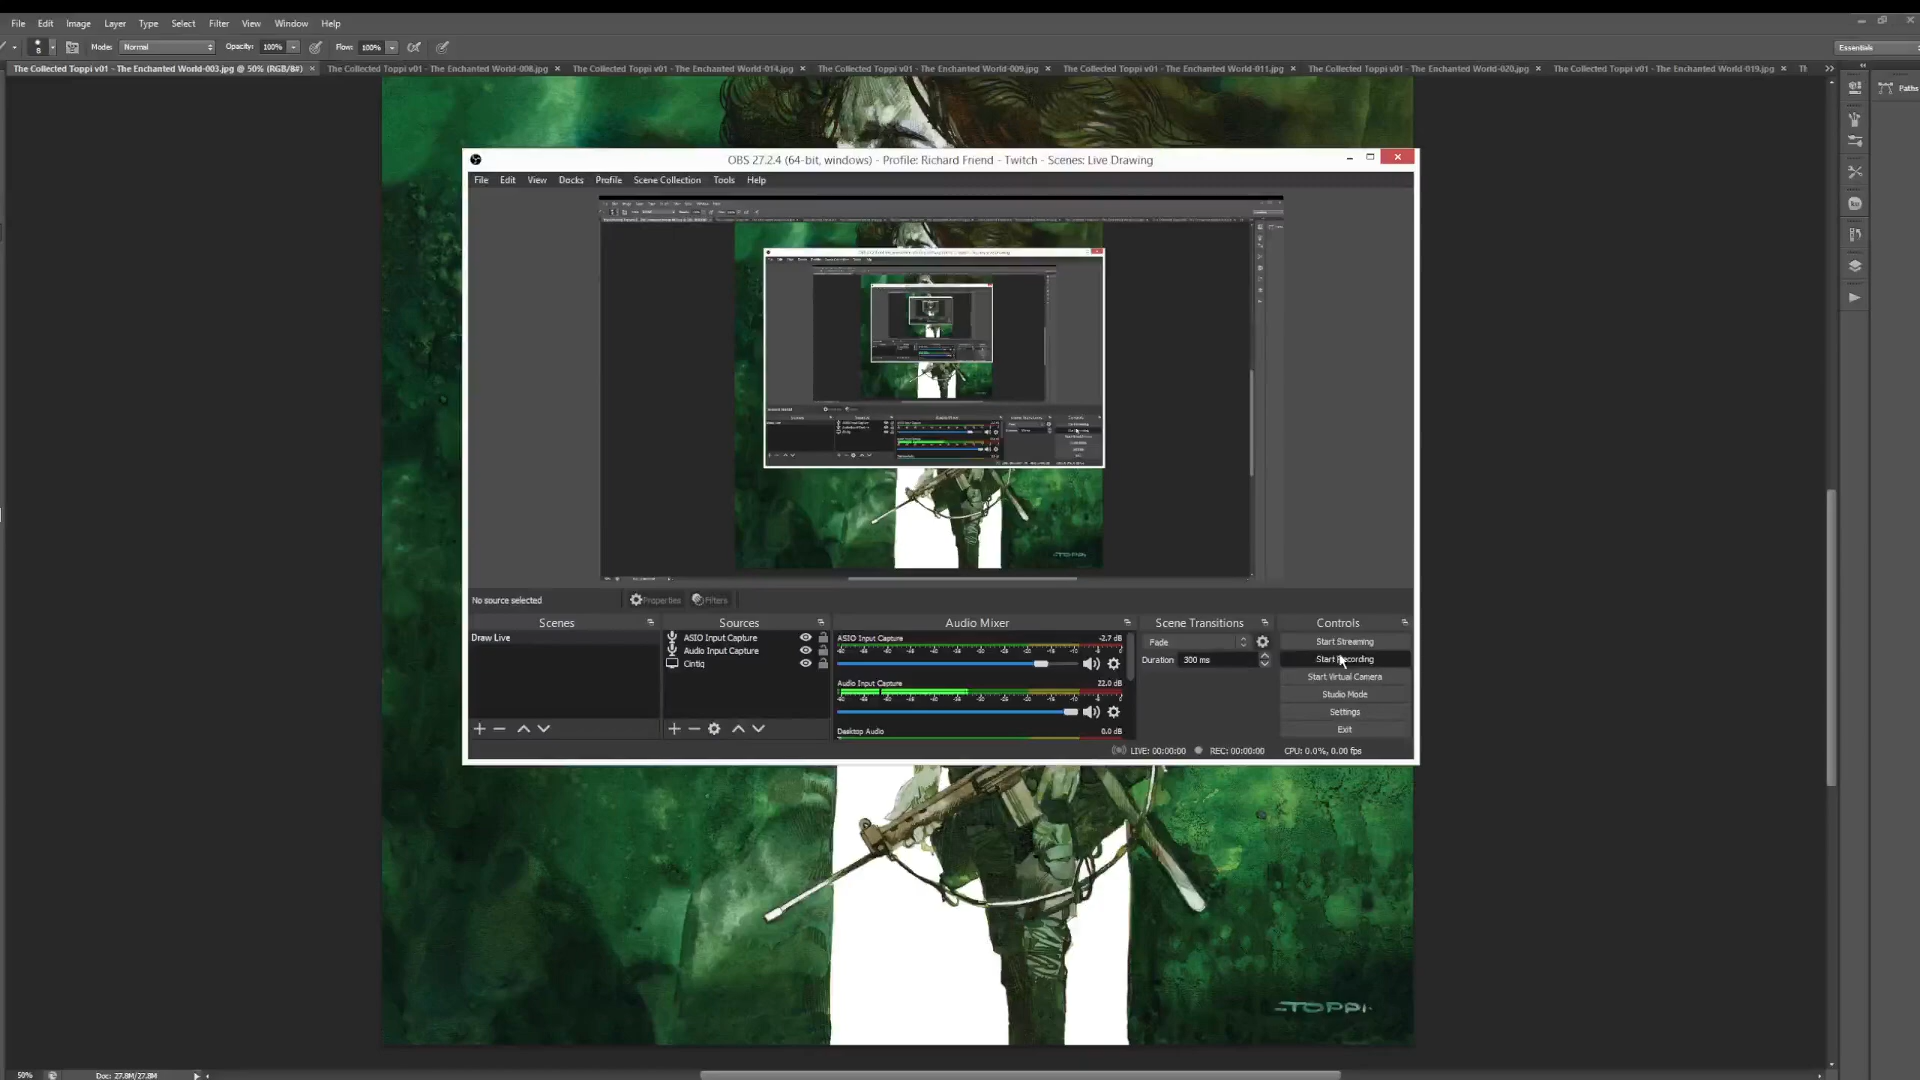 File Edit Image Layer Type Select Filter View Window Help
8 Mode: Normal Opacity: 100% Flow: 100% Essentials
The Collected Toppi v01 - The Enchanted World-003.jpg @ 50% (RGB/8#) × The Collected Toppi v01 - The Enchanted World-008.jpg × The Collected Toppi v01 - The Enchanted World-014.jpg × The Collected Toppi v01 - The Enchanted World-009.jpg × The Collected Toppi v01 - The Enchanted World-011.jpg × The Collected Toppi v01 - The Enchanted World-020.jpg × The Collected Toppi v01 - The Enchanted World-019.jpg × Th
Paths
OBS 27.2.4 (64-bit, windows) - Profile: Richard Friend - Twitch - Scenes: Live Drawing
File Edit View Docks Profile Scene Collection Tools Help
No source selected Properties Filters
Scenes Sources Audio Mixer Scene Transitions Controls
Draw Live
ASIO Input Capture
Audio Input Capture
Cintiq
ASIO Input Capture -2.7 dB
Audio Input Capture 22.0 dB
Desktop Audio 0.0 dB
Fade
Duration 300 ms
Start Streaming
Start Recording
Start Virtual Camera
Studio Mode
Settings
Exit
LIVE: 00:00:00 REC: 00:00:00 CPU: 0.0%, 0.00 fps
TOPPI
50% Doc: 27.8M/27.8M